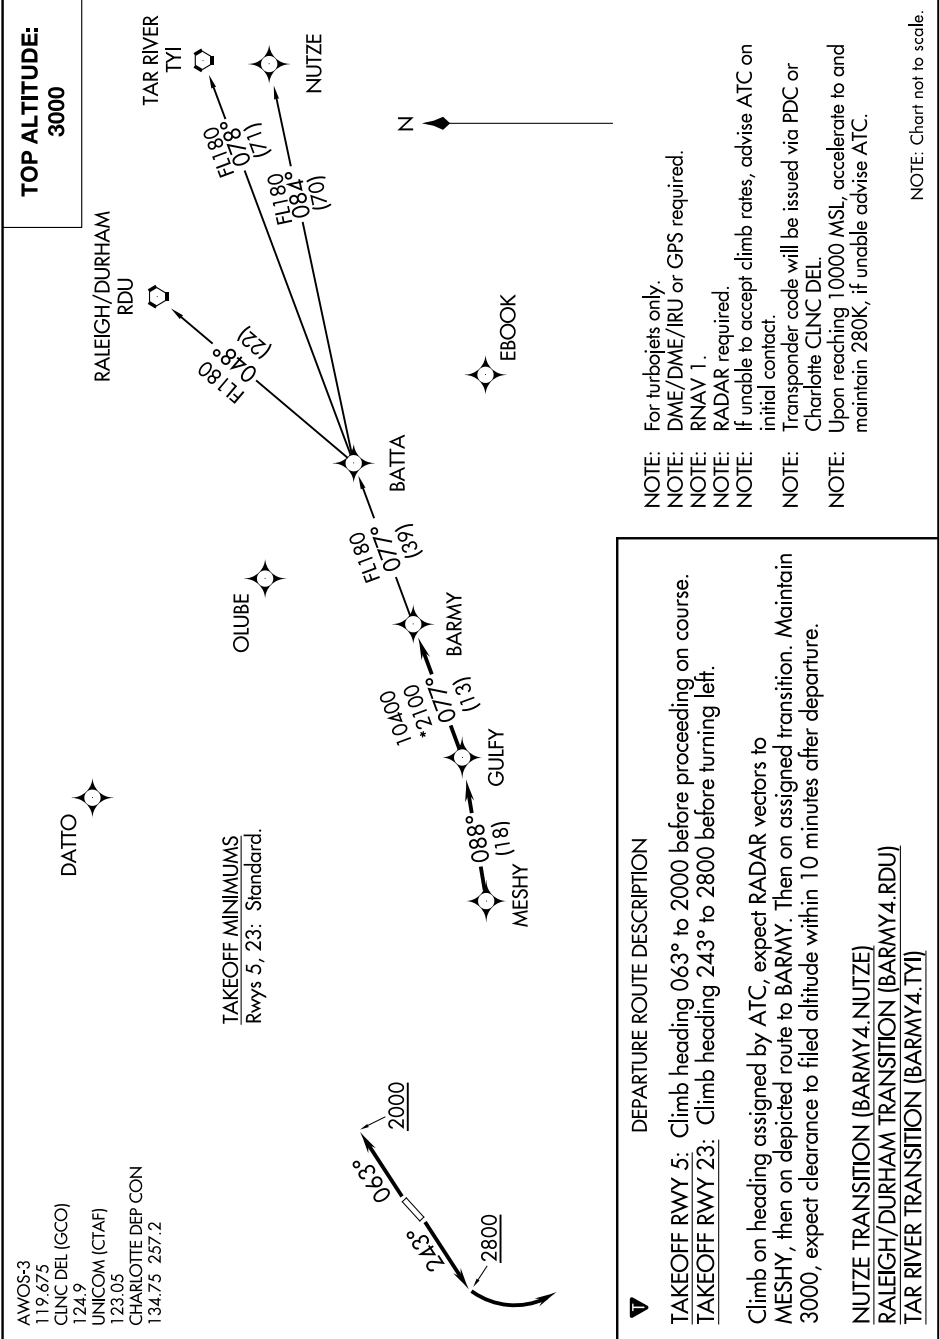 AWOS-3
119.675
CLNC DEL (GCO)
124.9
UNICOM (CTAF)
123.05
CHARLOTTE DEP CON
134.75 257.2
TOP ALTITUDE:
3000
TAR RIVER
TYI
NUTZE
RALEIGH/DURHAM
RDU
FL180
078°
(71)
FL180
084°
(70)
FL180
048°
(22)
N
EBOOK
BATTA
OLUBE
FL180
077°
(39)
BARMY
10400
*2100
077°
(13)
GULFY
DATTO
088°
(18)
MESHY
TAKEOFF MINIMUMS
Rwys 5, 23: Standard.
063°
2000
243°
2800
NOTE: For turbojets only.
NOTE: DME/DME/IRU or GPS required.
NOTE: RNAV 1.
NOTE: RADAR required.
NOTE: If unable to accept climb rates, advise ATC on
initial contact.
NOTE: Transponder code will be issued via PDC or
Charlotte CLNC DEL.
NOTE: Upon reaching 10000 MSL, accelerate to and
maintain 280K, if unable advise ATC.
NOTE: Chart not to scale.
T
DEPARTURE ROUTE DESCRIPTION
TAKEOFF RWY 5: Climb heading 063° to 2000 before proceeding on course.
TAKEOFF RWY 23: Climb heading 243° to 2800 before turning left.
Climb on heading assigned by ATC, expect RADAR vectors to
MESHY, then on depicted route to BARMY. Then on assigned transition. Maintain
3000, expect clearance to filed altitude within 10 minutes after departure.
NUTZE TRANSITION (BARMY4.NUTZE)
RALEIGH/DURHAM TRANSITION (BARMY4.RDU)
TAR RIVER TRANSITION (BARMY4.TYI)